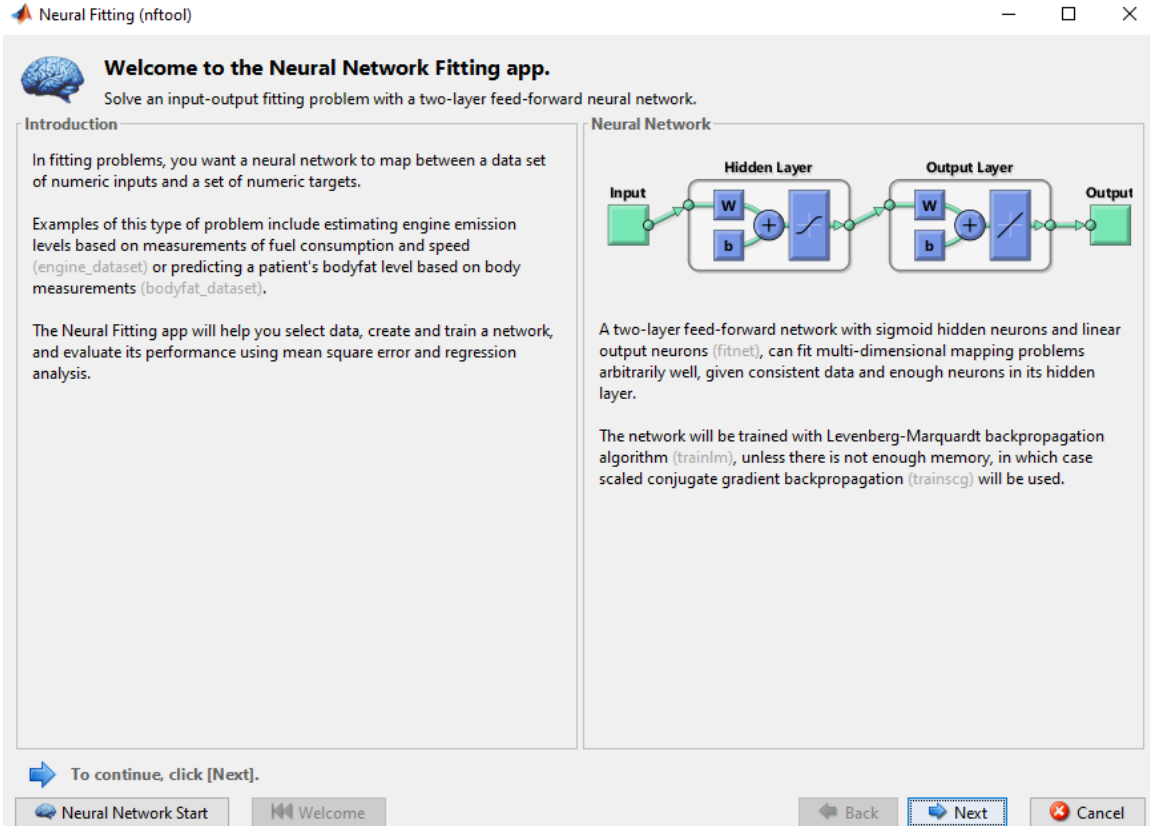 Neural Fitting (nftool)
Welcome to the Neural Network Fitting app.
Solve an input-output fitting problem with a two-layer feed-forward neural network.
Introduction
In fitting problems, you want a neural network to map between a data set
of numeric inputs and a set of numeric targets.
Examples of this type of problem include estimating engine emission
levels based on measurements of fuel consumption and speed
(engine_dataset) or predicting a patient's bodyfat level based on body
measurements (bodyfat_dataset).
The Neural Fitting app will help you select data, create and train a network,
and evaluate its performance using mean square error and regression
analysis.
Neural Network
Hidden Layer
Output Layer
Input
Output
W
b
+
W
b
+
A two-layer feed-forward network with sigmoid hidden neurons and linear
output neurons (fitnet), can fit multi-dimensional mapping problems
arbitrarily well, given consistent data and enough neurons in its hidden
layer.
The network will be trained with Levenberg-Marquardt backpropagation
algorithm (trainlm), unless there is not enough memory, in which case
scaled conjugate gradient backpropagation (trainscg) will be used.
To continue, click [Next].
Neural Network Start
Welcome
Back
Next
Cancel